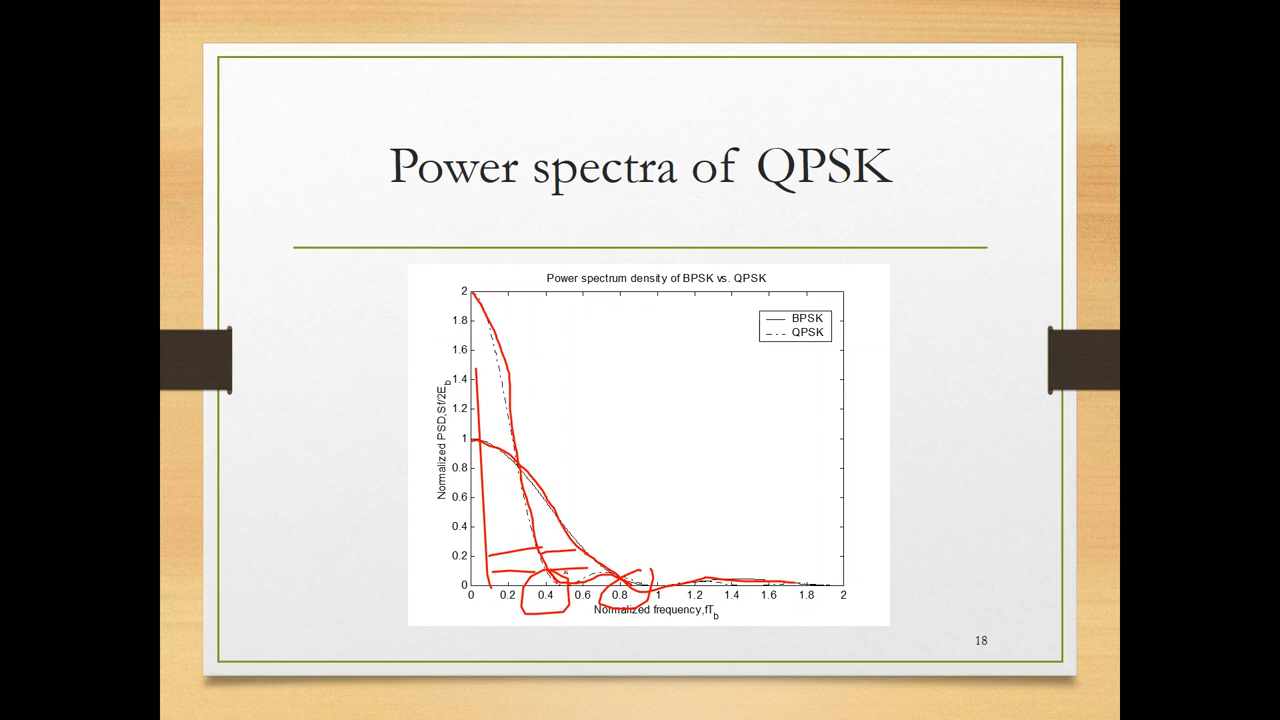 Power spectra of QPSK
Power spectrum density of BPSK vs. QPSK
2
1.8
1.6
1.4
1.2
1
0.8
0.6
0.4
0.2
0
Normalized PSD,Sf/2Eb
BPSK
QPSK
0 0.2 0.4 0.6 0.8 1 1.2 1.4 1.6 1.8 2
Normalized frequency,fTb
18